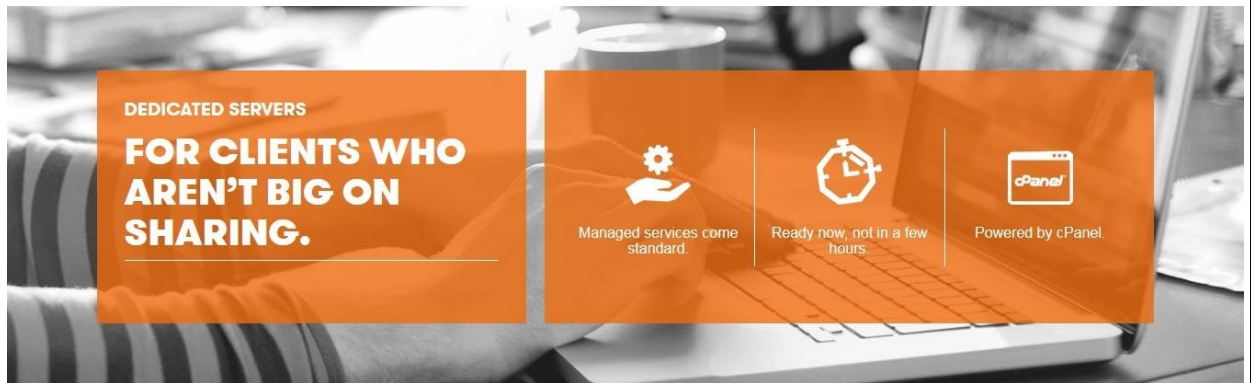 DEDICATED SERVERS
FOR CLIENTS WHO
AREN'T BIG ON
SHARING.
Managed services come
standard.
Ready now, not in a few
hours.
cPanel
Powered by cPanel.